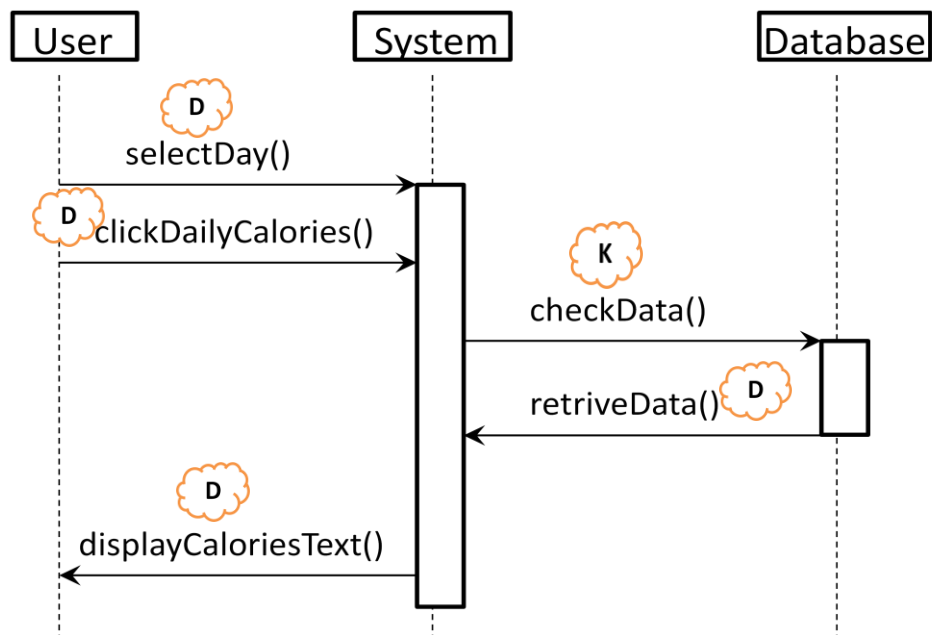 User
System
Database
D
selectDay()
D
clickDailyCalories()
K
checkData()
retriveData()
D
D
displayCaloriesText()